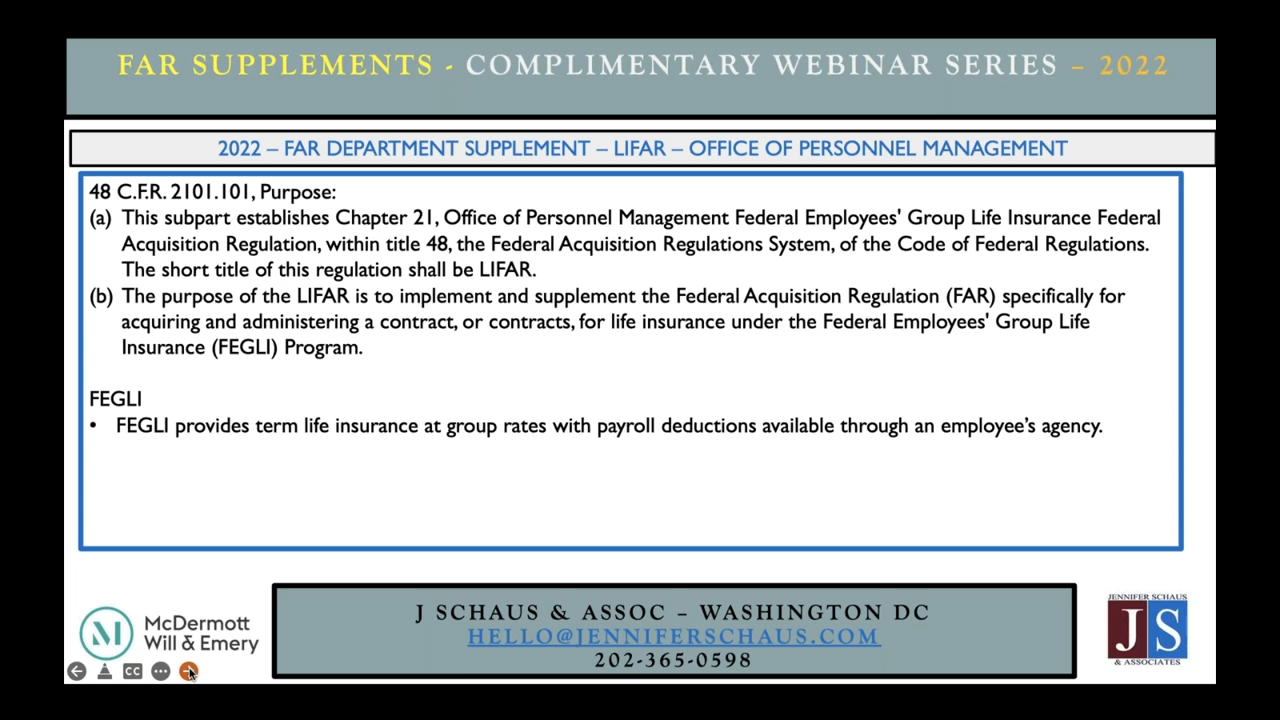 FAR SUPPLEMENTS - COMPLIMENTARY WEBINAR SERIES – 2022
2022 – FAR DEPARTMENT SUPPLEMENT – LIFAR – OFFICE OF PERSONNEL MANAGEMENT
48 C.F.R. 2101.101, Purpose:
(a) This subpart establishes Chapter 21, Office of Personnel Management Federal Employees' Group Life Insurance Federal
Acquisition Regulation, within title 48, the Federal Acquisition Regulations System, of the Code of Federal Regulations.
The short title of this regulation shall be LIFAR.
(b) The purpose of the LIFAR is to implement and supplement the Federal Acquisition Regulation (FAR) specifically for
acquiring and administering a contract, or contracts, for life insurance under the Federal Employees' Group Life
Insurance (FEGLI) Program.
FEGLI
• FEGLI provides term life insurance at group rates with payroll deductions available through an employee’s agency.
M
McDermott
Will & Emery
CC
J SCHAUS & ASSOC – WASHINGTON DC
HELLO@JENNIFERSCHAUS.COM
202-365-0598
JENNIFER SCHAUS
JS
& ASSOCIATES